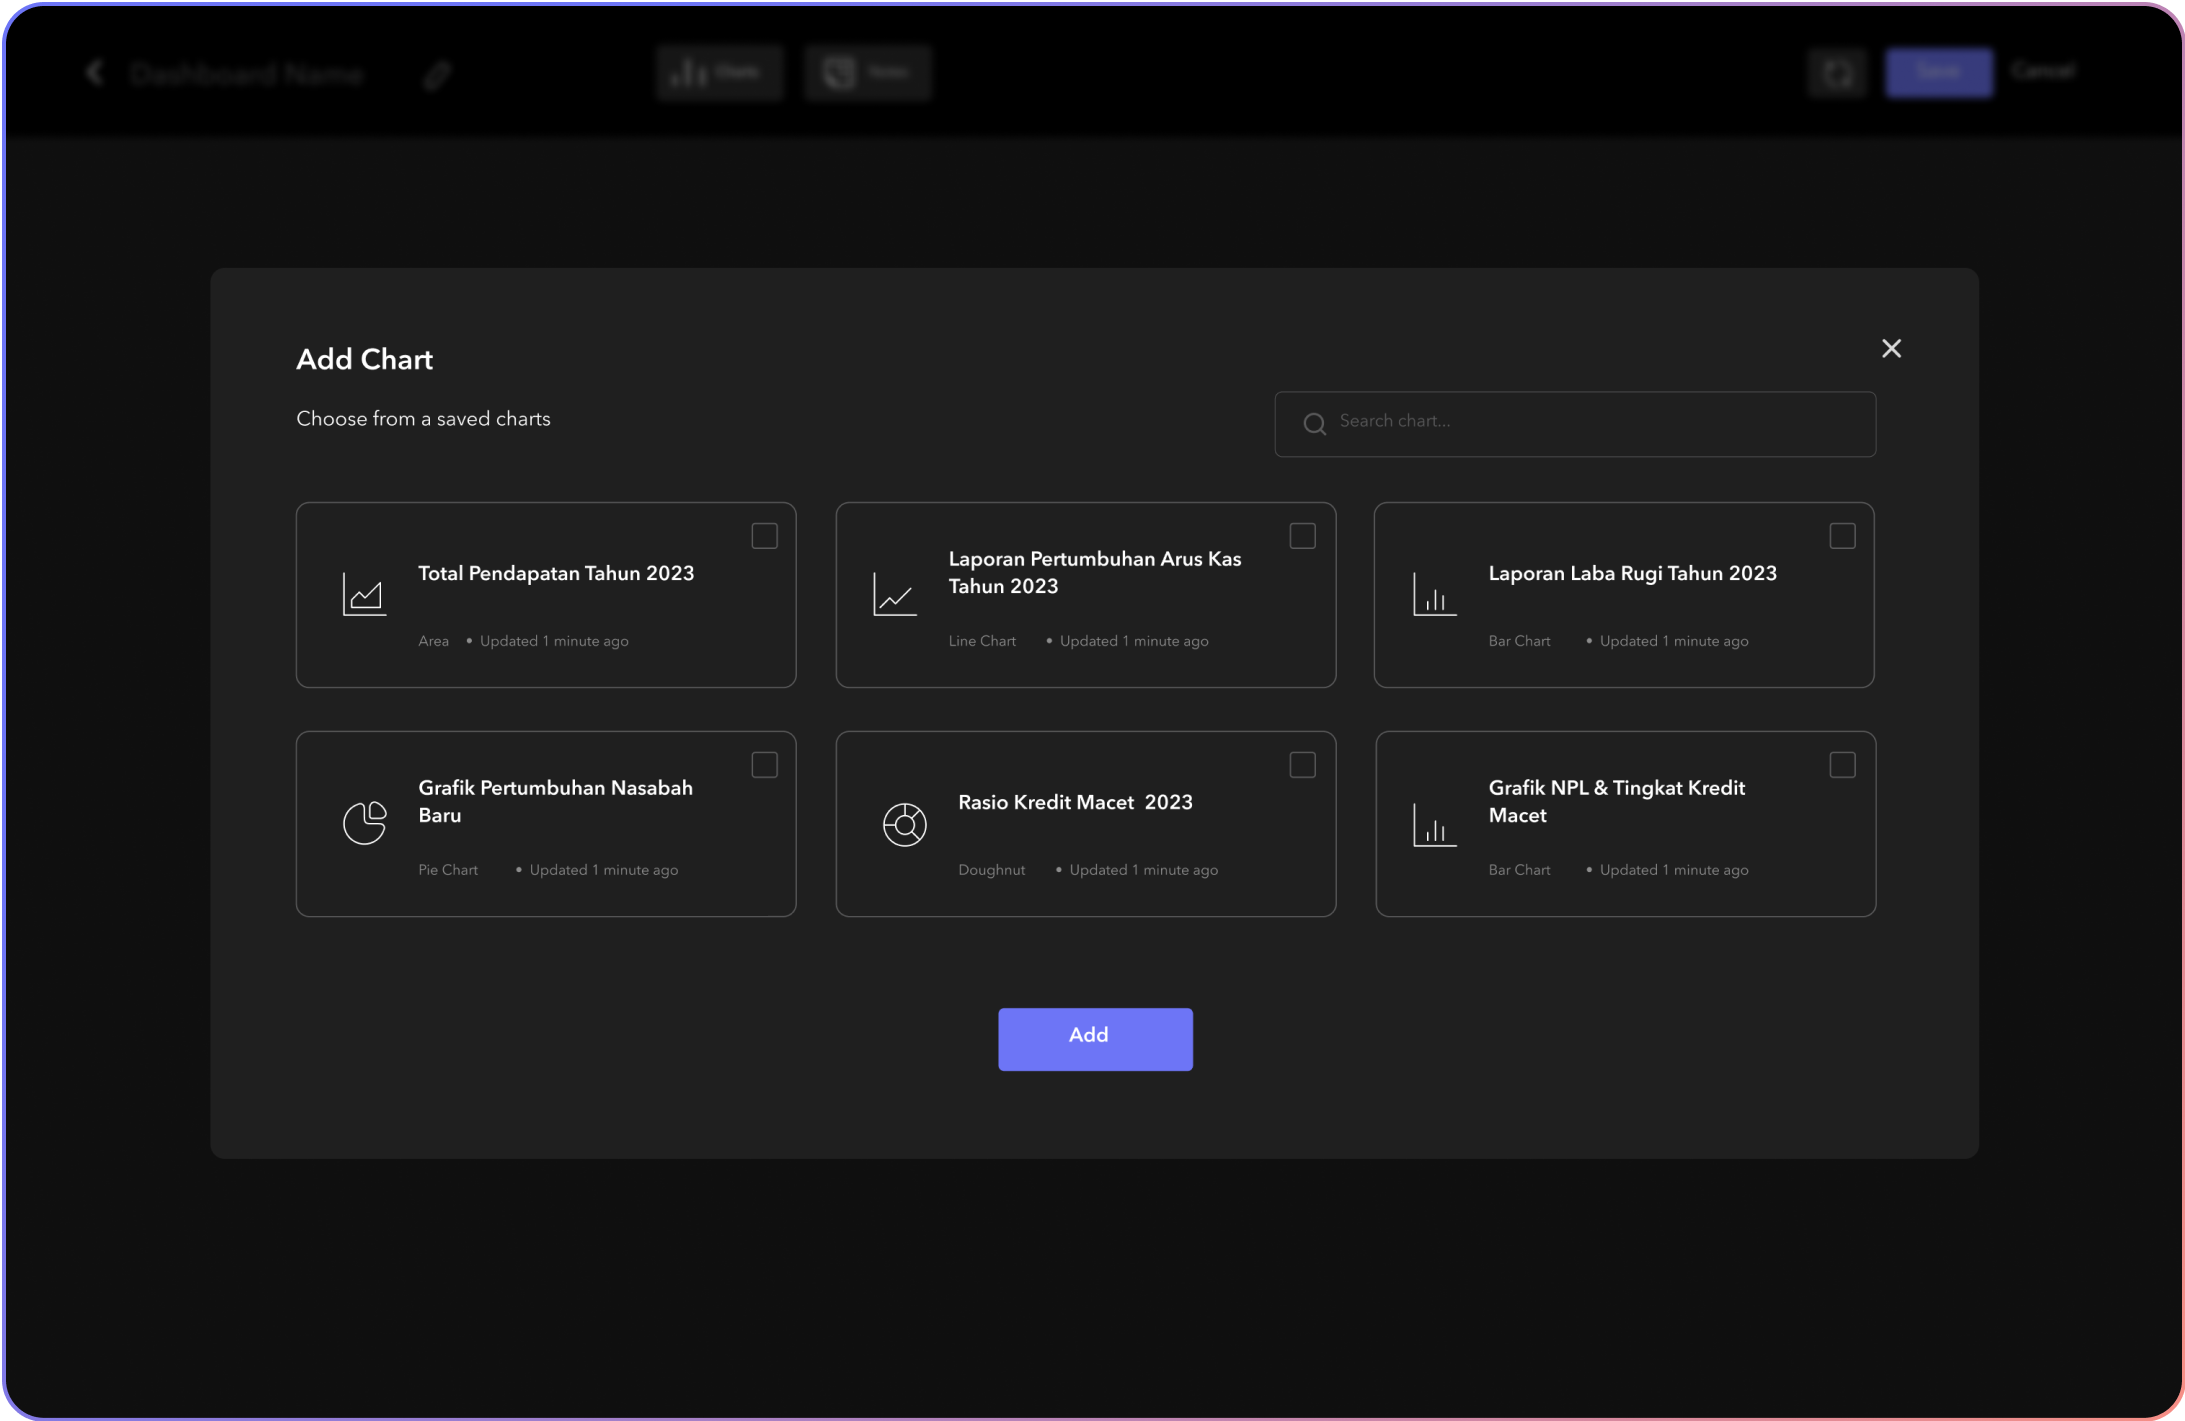 Dashboard Name
Charts
Notes
Save
Cancel
Add Chart
Choose from a saved charts
Search chart...
Total Pendapatan Tahun 2023
Area • Updated 1 minute ago
Laporan Pertumbuhan Arus Kas
Tahun 2023
Line Chart • Updated 1 minute ago
Laporan Laba Rugi Tahun 2023
Bar Chart • Updated 1 minute ago
Grafik Pertumbuhan Nasabah
Baru
Pie Chart • Updated 1 minute ago
Rasio Kredit Macet 2023
Doughnut • Updated 1 minute ago
Grafik NPL & Tingkat Kredit
Macet
Bar Chart • Updated 1 minute ago
Add